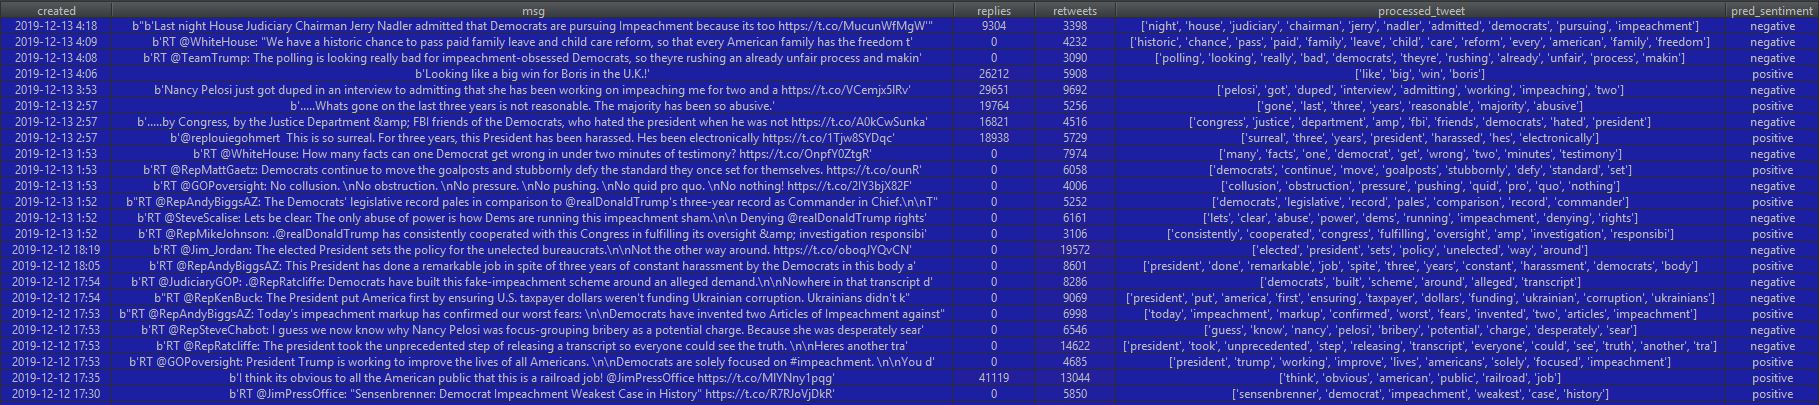 created msg replies retweets processed_tweet pred_sentiment
2019-12-13 4:18 b"b'Last night House Judiciary Chairman Jerry Nadler admitted that Democrats are pursuing Impeachment because its too https://t.co/MucunWfMgW'" 9304 3398 ['night', 'house', 'judiciary', 'chairman', 'jerry', 'nadler', 'admitted', 'democrats', 'pursuing', 'impeachment'] negative
2019-12-13 4:09 b'RT @WhiteHouse: "We have a historic chance to pass paid family leave and child care reform, so that every American family has the freedom t' 0 4232 ['historic', 'chance', 'pass', 'paid', 'family', 'leave', 'child', 'care', 'reform', 'every', 'american', 'family', 'freedom'] negative
2019-12-13 4:08 b'RT @TeamTrump: The polling is looking really bad for impeachment-obsessed Democrats, so theyre rushing an already unfair process and makin' 0 3090 ['polling', 'looking', 'really', 'bad', 'democrats', 'theyre', 'rushing', 'already', 'unfair', 'process', 'makin'] negative
2019-12-13 4:06 b'Looking like a big win for Boris in the U.K.!' 26212 5908 ['like', 'big', 'win', 'boris'] positive
2019-12-13 3:53 b'Nancy Pelosi just got duped in an interview to admitting that she has been working on impeaching me for two and a https://t.co/VCemjx5lRv' 29651 9692 ['pelosi', 'got', 'duped', 'interview', 'admitting', 'working', 'impeaching', 'two'] negative
2019-12-13 2:57 b'.....Whats gone on the last three years is not reasonable. The majority has been so abusive.' 19764 5256 ['gone', 'last', 'three', 'years', 'reasonable', 'majority', 'abusive'] positive
2019-12-13 2:57 b'.....by Congress, by the Justice Department &amp; FBI friends of the Democrats, who hated the president when he was not https://t.co/A0kCwSunka' 16821 4516 ['congress', 'justice', 'department', 'amp', 'fbi', 'friends', 'democrats', 'hated', 'president'] negative
2019-12-13 2:57 b'@replouiegohmert This is so surreal. For three years, this President has been harassed. Hes been electronically https://t.co/1Tjw8SYDqc' 18938 5729 ['surreal', 'three', 'years', 'president', 'harassed', 'hes', 'electronically'] positive
2019-12-13 1:53 b'RT @WhiteHouse: How many facts can one Democrat get wrong in under two minutes of testimony? https://t.co/OnpfY0ZtgR' 0 7974 ['many', 'facts', 'one', 'democrat', 'get', 'wrong', 'two', 'minutes', 'testimony'] negative
2019-12-13 1:53 b'RT @RepMattGaetz: Democrats continue to move the goalposts and stubbornly defy the standard they once set for themselves. https://t.co/ounR' 0 6058 ['democrats', 'continue', 'move', 'goalposts', 'stubbornly', 'defy', 'standard', 'set'] positive
2019-12-13 1:53 b'RT @GOPoversight: No collusion. \nNo obstruction. \nNo pressure. \nNo pushing. \nNo quid pro quo. \nNo nothing! https://t.co/2lY3bjX82F' 0 4006 ['collusion', 'obstruction', 'pressure', 'pushing', 'quid', 'pro', 'quo', 'nothing'] negative
2019-12-13 1:52 b"RT @RepAndyBiggsAZ: The Democrats' legislative record pales in comparison to @realDonaldTrump's three-year record as Commander in Chief.\n\nT" 0 5252 ['democrats', 'legislative', 'record', 'pales', 'comparison', 'record', 'commander'] positive
2019-12-13 1:52 b'RT @SteveScalise: Lets be clear: The only abuse of power is how Dems are running this impeachment sham.\n\n Denying @realDonaldTrump rights' 0 6161 ['lets', 'clear', 'abuse', 'power', 'dems', 'running', 'impeachment', 'denying', 'rights'] negative
2019-12-13 1:52 b'RT @RepMikeJohnson: .@realDonaldTrump has consistently cooperated with this Congress in fulfilling its oversight &amp; investigation responsibi' 0 3106 ['consistently', 'cooperated', 'congress', 'fulfilling', 'oversight', 'amp', 'investigation', 'responsibi'] positive
2019-12-12 18:19 b'RT @Jim_Jordan: The elected President sets the policy for the unelected bureaucrats.\n\nNot the other way around. https://t.co/oboqJYQvCN' 0 19572 ['elected', 'president', 'sets', 'policy', 'unelected', 'way', 'around'] negative
2019-12-12 18:05 b'RT @RepAndyBiggsAZ: This President has done a remarkable job in spite of three years of constant harassment by the Democrats in this body a' 0 8601 ['president', 'done', 'remarkable', 'job', 'spite', 'three', 'years', 'constant', 'harassment', 'democrats', 'body'] positive
2019-12-12 17:54 b'RT @JudiciaryGOP: .@RepRatcliffe: Democrats have built this fake-impeachment scheme around an alleged demand.\n\nNowhere in that transcript d' 0 8286 ['democrats', 'built', 'scheme', 'around', 'alleged', 'transcript'] negative
2019-12-12 17:54 b"RT @RepKenBuck: The President put America first by ensuring U.S. taxpayer dollars weren't funding Ukrainian corruption. Ukrainians didn't k" 0 9069 ['president', 'put', 'america', 'first', 'ensuring', 'taxpayer', 'dollars', 'funding', 'ukrainian', 'corruption', 'ukrainians'] negative
2019-12-12 17:53 b"RT @RepAndyBiggsAZ: Today's impeachment markup has confirmed our worst fears: \n\nDemocrats have invented two Articles of Impeachment against" 0 6998 ['today', 'impeachment', 'markup', 'confirmed', 'worst', 'fears', 'invented', 'two', 'articles', 'impeachment'] positive
2019-12-12 17:53 b'RT @RepSteveChabot: I guess we now know why Nancy Pelosi was focus-grouping bribery as a potential charge. Because she was desperately sear' 0 6546 ['guess', 'know', 'nancy', 'pelosi', 'bribery', 'potential', 'charge', 'desperately', 'sear'] negative
2019-12-12 17:53 b'RT @RepRatcliffe: The president took the unprecedented step of releasing a transcript so everyone could see the truth. \n\nHeres another tra' 0 14622 ['president', 'took', 'unprecedented', 'step', 'releasing', 'transcript', 'everyone', 'could', 'see', 'truth', 'another', 'tra'] negative
2019-12-12 17:53 b'RT @GOPoversight: President Trump is working to improve the lives of all Americans. \n\nDemocrats are solely focused on #impeachment. \n\nYou d' 0 4685 ['president', 'trump', 'working', 'improve', 'lives', 'americans', 'solely', 'focused', 'impeachment'] positive
2019-12-12 17:35 b'I think its obvious to all the American public that this is a railroad job! @JimPressOffice https://t.co/MlYNny1pqg' 41119 13044 ['think', 'obvious', 'american', 'public', 'railroad', 'job'] positive
2019-12-12 17:30 b'RT @JimPressOffice: "Sensenbrenner: Democrat Impeachment Weakest Case in History" https://t.co/R7RJoVjDkR' 0 5850 ['sensenbrenner', 'democrat', 'impeachment', 'weakest', 'case', 'history'] positive